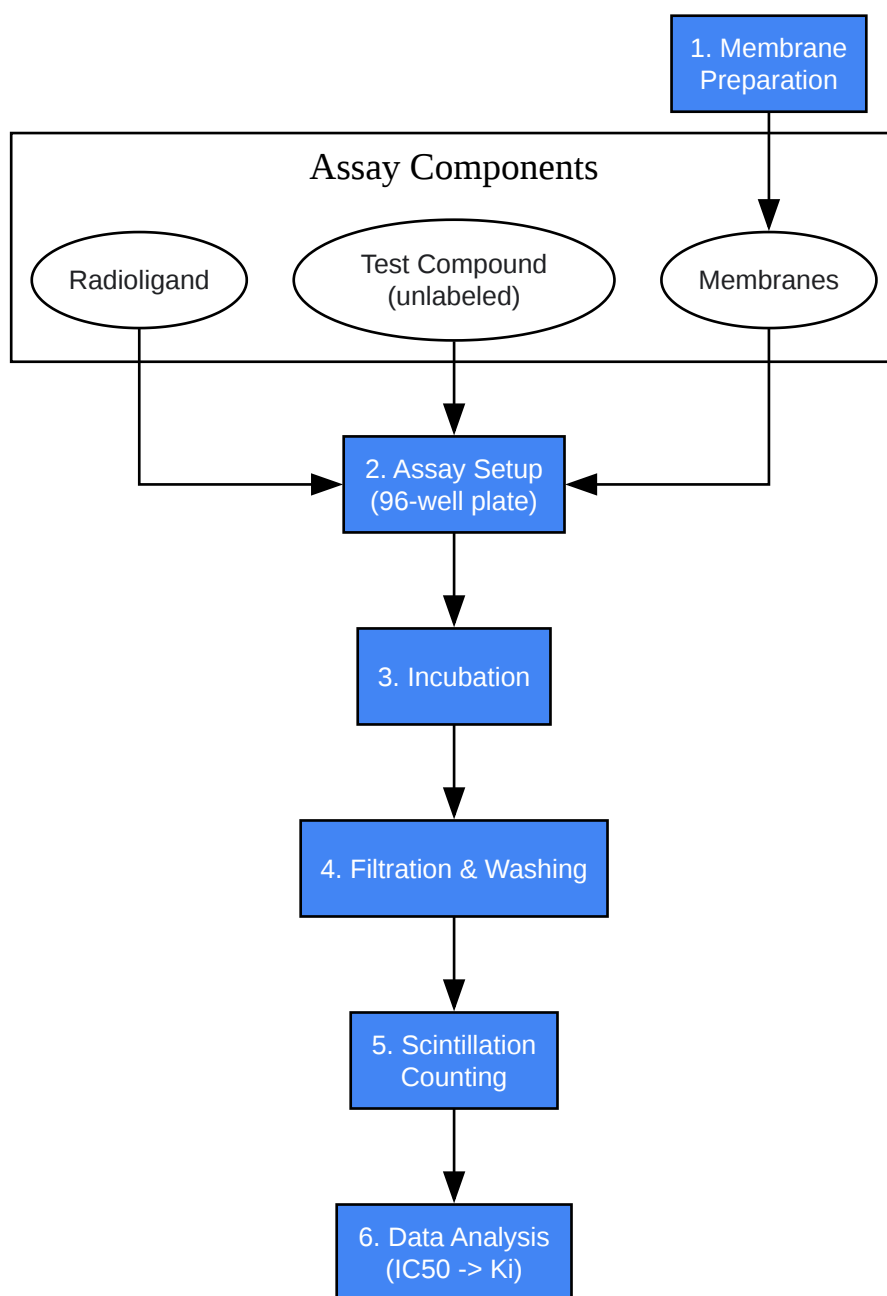 1. Membrane
Preparation
Assay Components
Radioligand
Test Compound
(unlabeled)
Membranes
2. Assay Setup
(96-well plate)
3. Incubation
4. Filtration & Washing
5. Scintillation
Counting
6. Data Analysis
(IC50 -> Ki)